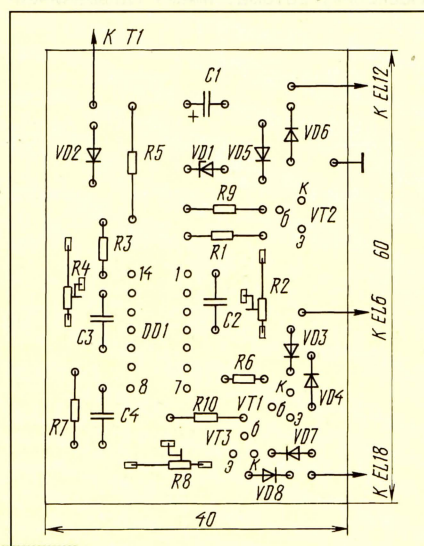 К Т1
К EL12
C1
+
VD2
R5
VD1
VD5
VD6
R9
К
б
VT2
Э
R3
R1
60
R4
14
1
R2
C3
DD1
C2
К EL6
VD3
R6
VD4
8
7
К
VT1
б
Э
R7
C4
R10
б
VT3
VD7
Э
К
R8
VD8
К EL18
40